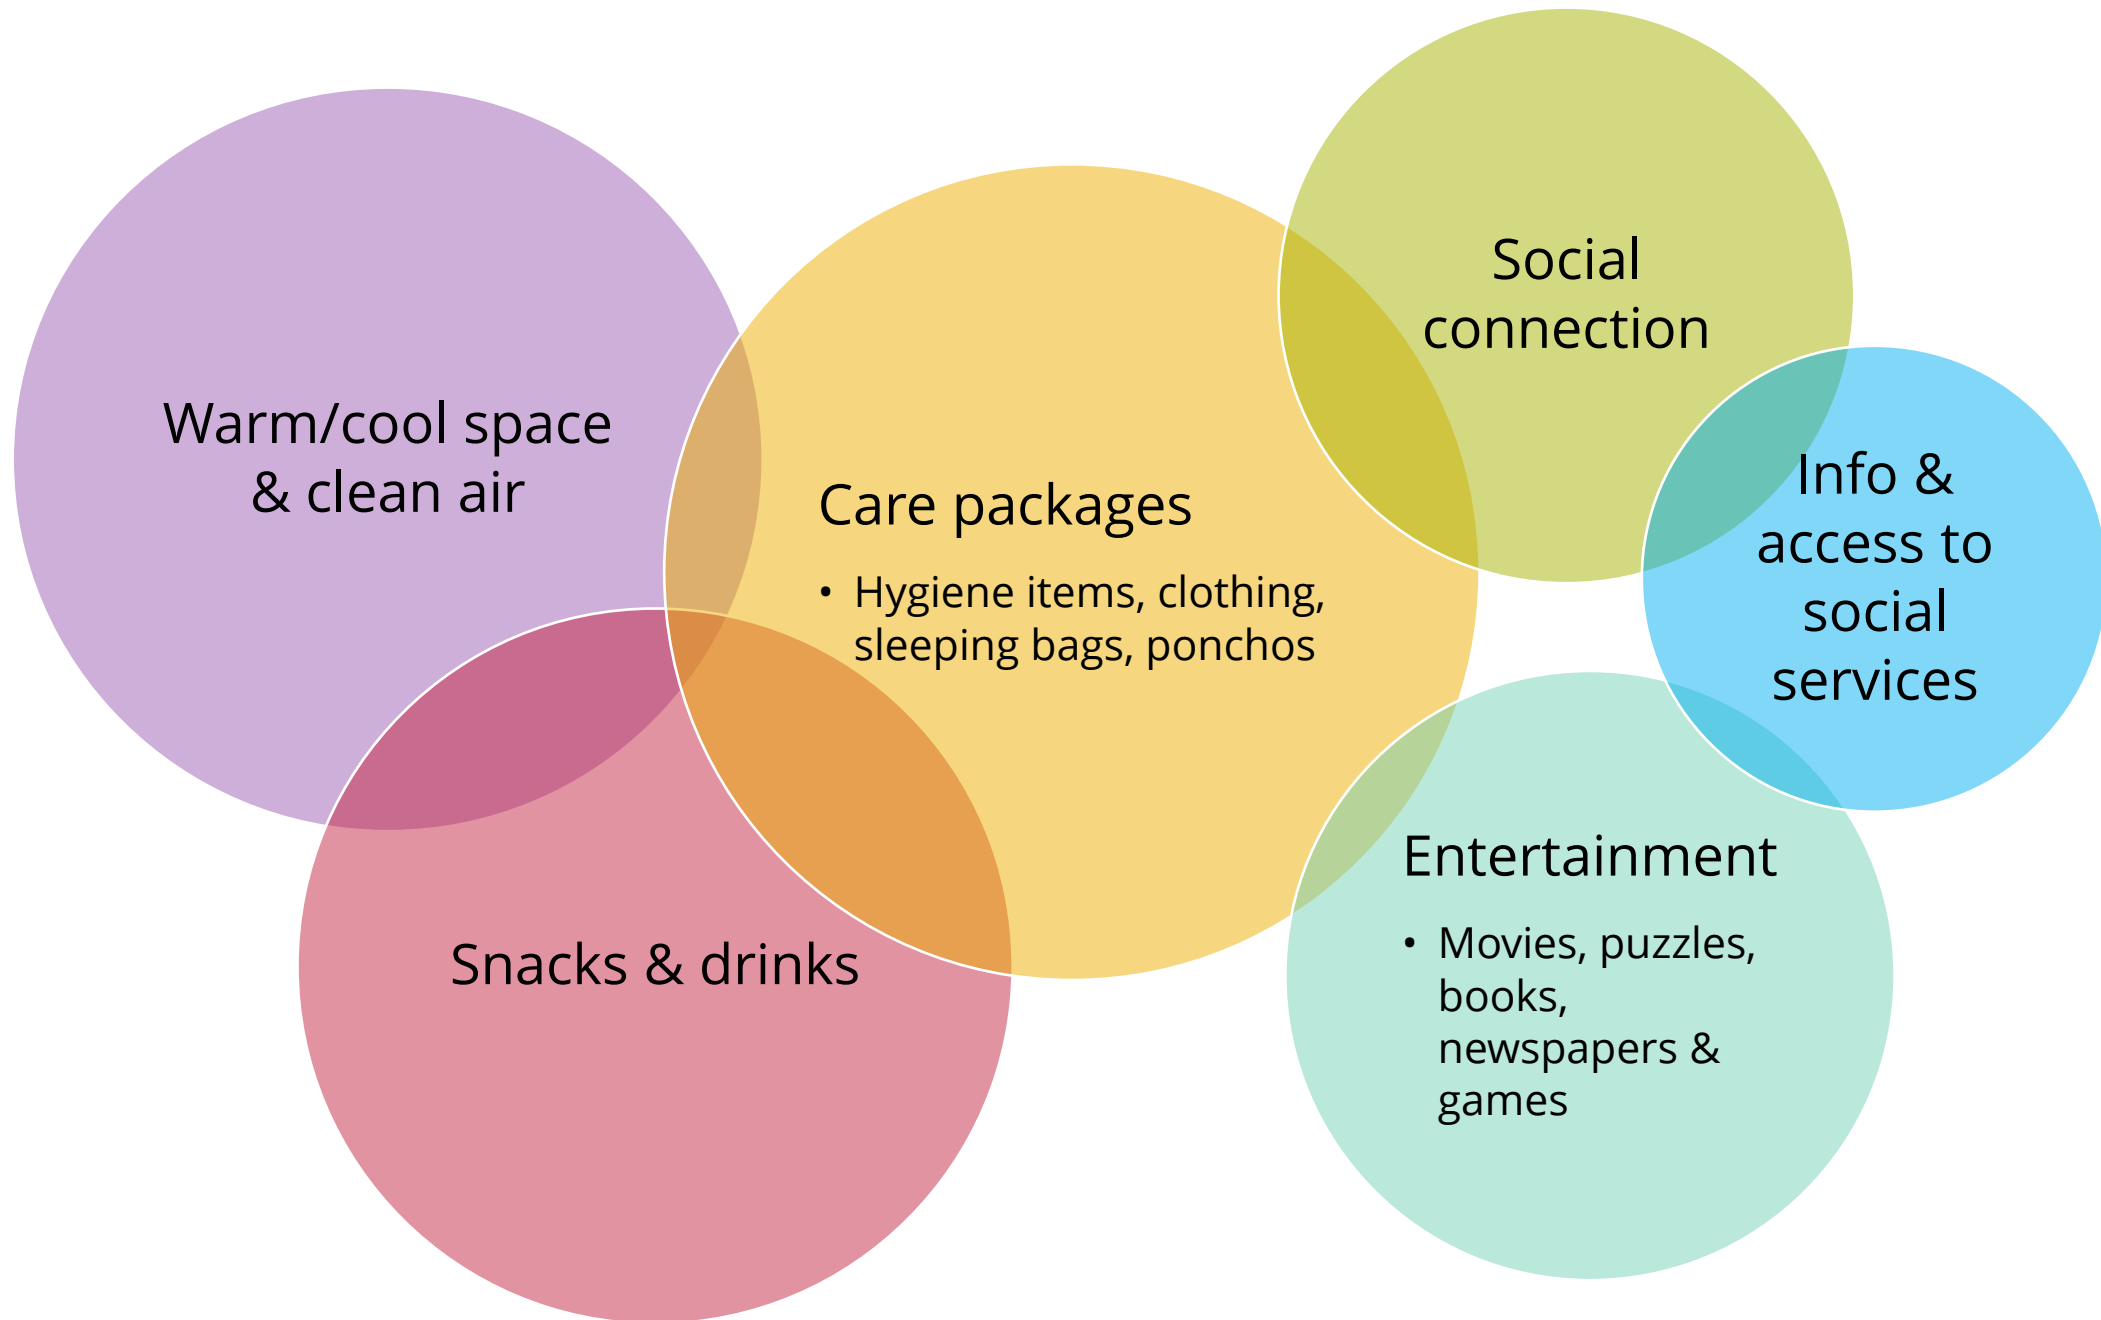 Warm/cool space
& clean air
Snacks & drinks
Care packages
• Hygiene items, clothing,
sleeping bags, ponchos
Social
connection
Info &
access to
social
services
Entertainment
• Movies, puzzles,
books,
newspapers &
games